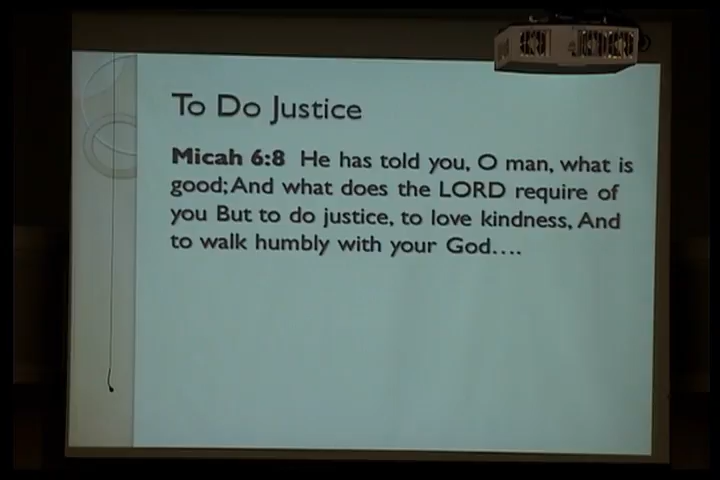 To Do Justice
Micah 6:8 He has told you, O man, what is
good; And what does the LORD require of
you But to do justice, to love kindness, And
to walk humbly with your God....